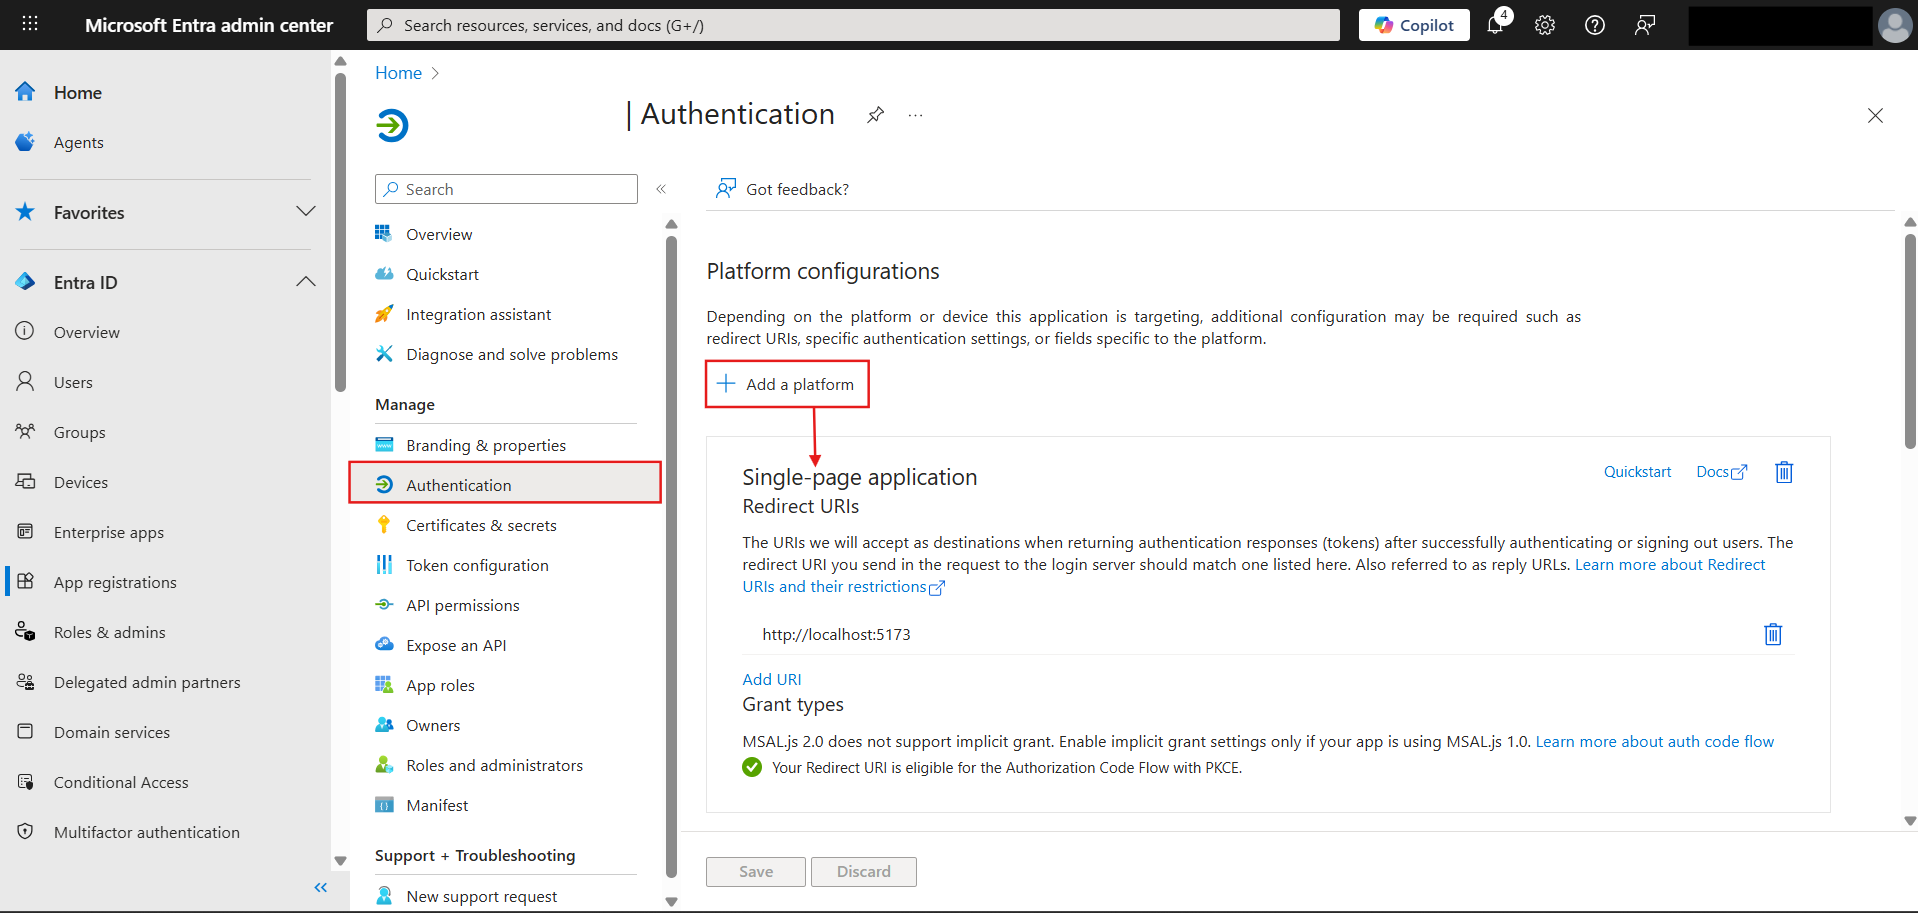 Microsoft Entra admin center
Search resources, services, and docs (G+/)
Copilot
4
Home
Agents
Favorites
Entra ID
Overview
Users
Groups
Devices
Enterprise apps
App registrations
Roles & admins
Delegated admin partners
Domain services
Conditional Access
Multifactor authentication
Home
| Authentication
Search
Overview
Quickstart
Integration assistant
Diagnose and solve problems
Manage
Branding & properties
Authentication
Certificates & secrets
Token configuration
API permissions
Expose an API
App roles
Owners
Roles and administrators
Manifest
Support + Troubleshooting
New support request
Got feedback?
Platform configurations
Depending on the platform or device this application is targeting, additional configuration may be required such as
redirect URIs, specific authentication settings, or fields specific to the platform.
Add a platform
Single-page application
Quickstart
Docs
Redirect URIs
The URIs we will accept as destinations when returning authentication responses (tokens) after successfully authenticating or signing out users. The
redirect URI you send in the request to the login server should match one listed here. Also referred to as reply URLs. Learn more about Redirect
URIs and their restrictions
http://localhost:5173
Add URI
Grant types
MSAL.js 2.0 does not support implicit grant. Enable implicit grant settings only if your app is using MSAL.js 1.0. Learn more about auth code flow
Your Redirect URI is eligible for the Authorization Code Flow with PKCE.
Save
Discard